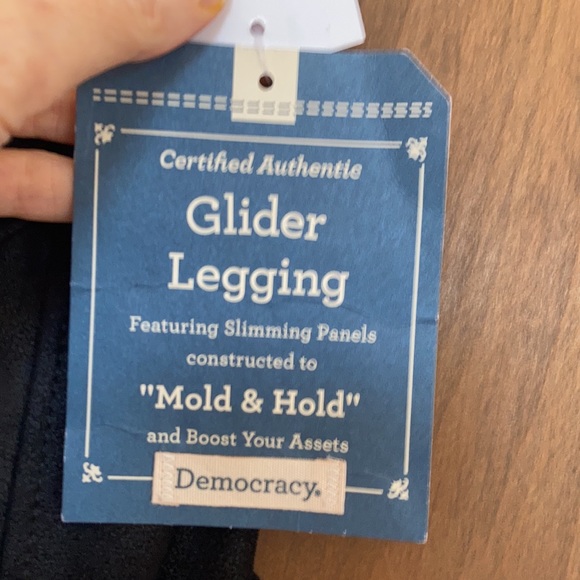 Certified Authentic
Glider
Legging
Featuring Slimming Panels
constructed to
"Mold & Hold"
and Boost Your Assets
Democracy®